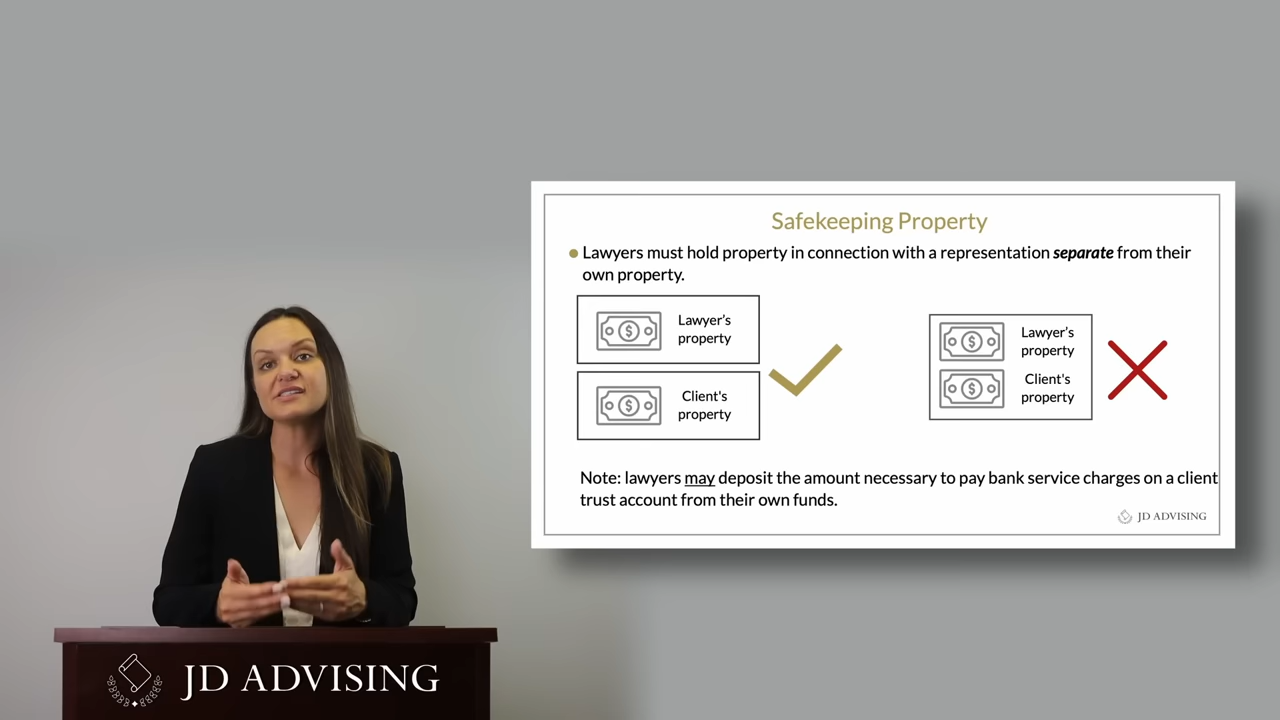 Safekeeping Property
Lawyers must hold property in connection with a representation separate from their
own property.
Lawyer's
property
Client's
property
Lawyer's
property
Client's
property
Note: lawyers may deposit the amount necessary to pay bank service charges on a client
trust account from their own funds.
JD ADVISING
JD ADVISING